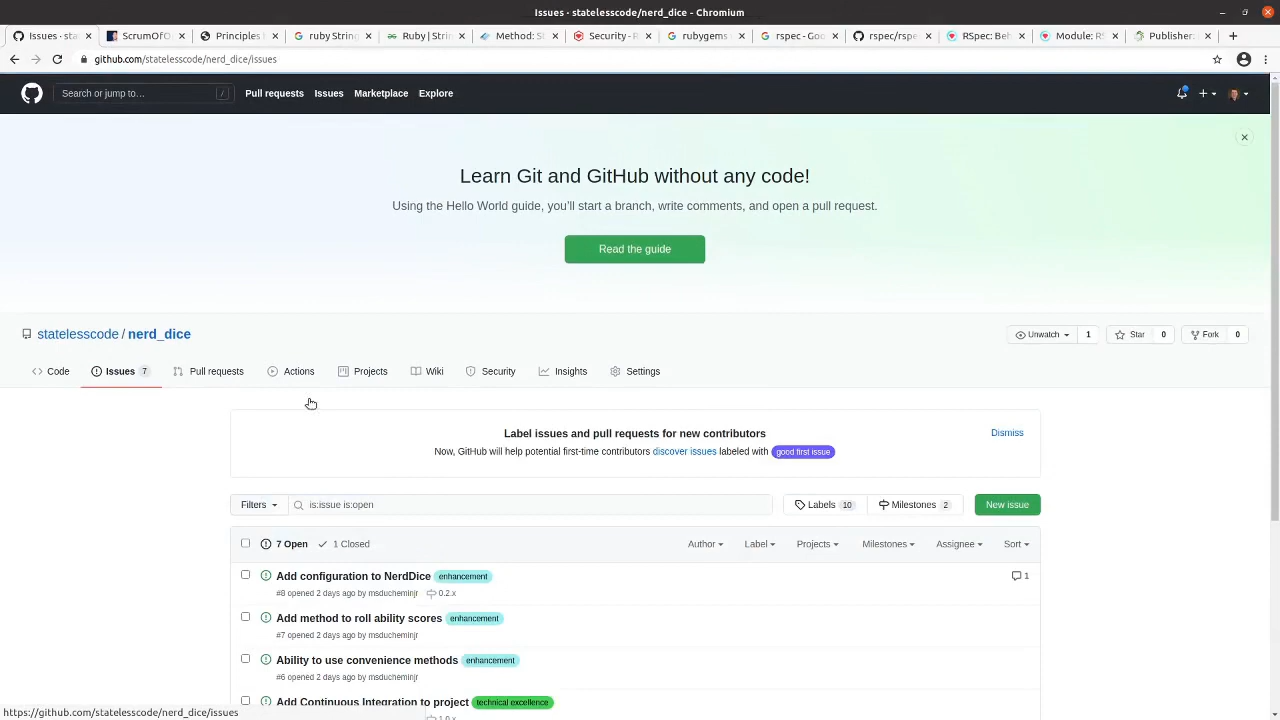 Issues · statelesscode/nerd_dice - Chromium
Issues · sta
ScrumOfO
Principles
ruby String
Ruby | String
Method: St
Security - R
rubygems
rspec - Goo
rspec/rspe
RSpec: Beh
Module: RS
Publisher:
github.com/statelesscode/nerd_dice/issues
Search or jump to…
/
Pull requests
Issues
Marketplace
Explore
Learn Git and GitHub without any code!
Using the Hello World guide, you'll start a branch, write comments, and open a pull request.
Read the guide
statelesscode / nerd_dice
Unwatch 1
Star 0
Fork 0
Code
Issues 7
Pull requests
Actions
Projects
Wiki
Security
Insights
Settings
Label issues and pull requests for new contributors
Dismiss
Now, GitHub will help potential first-time contributors discover issues labeled with good first issue
Filters
is:issue is:open
Labels 10
Milestones 2
New issue
7 Open
1 Closed
Author
Label
Projects
Milestones
Assignee
Sort
Add configuration to NerdDice enhancement
1
#8 opened 2 days ago by msducheminjr 0.2.x
Add method to roll ability scores enhancement
#7 opened 2 days ago by msducheminjr
Ability to use convenience methods enhancement
#6 opened 2 days ago by msducheminjr
Add Continuous Integration to project technical excellence
1.0.x
https://github.com/statelesscode/nerd_dice/issues